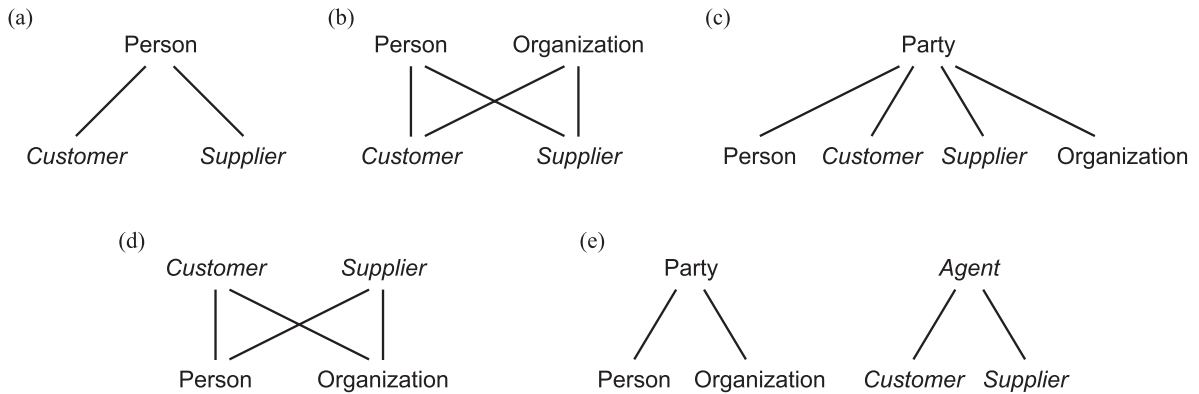 (a)
Person
Customer Supplier
(b)
Person Organization
Customer Supplier
(c)
Party
Person Customer Supplier Organization
(d)
Customer Supplier
Person Organization
(e)
Party Agent
Person Organization Customer Supplier